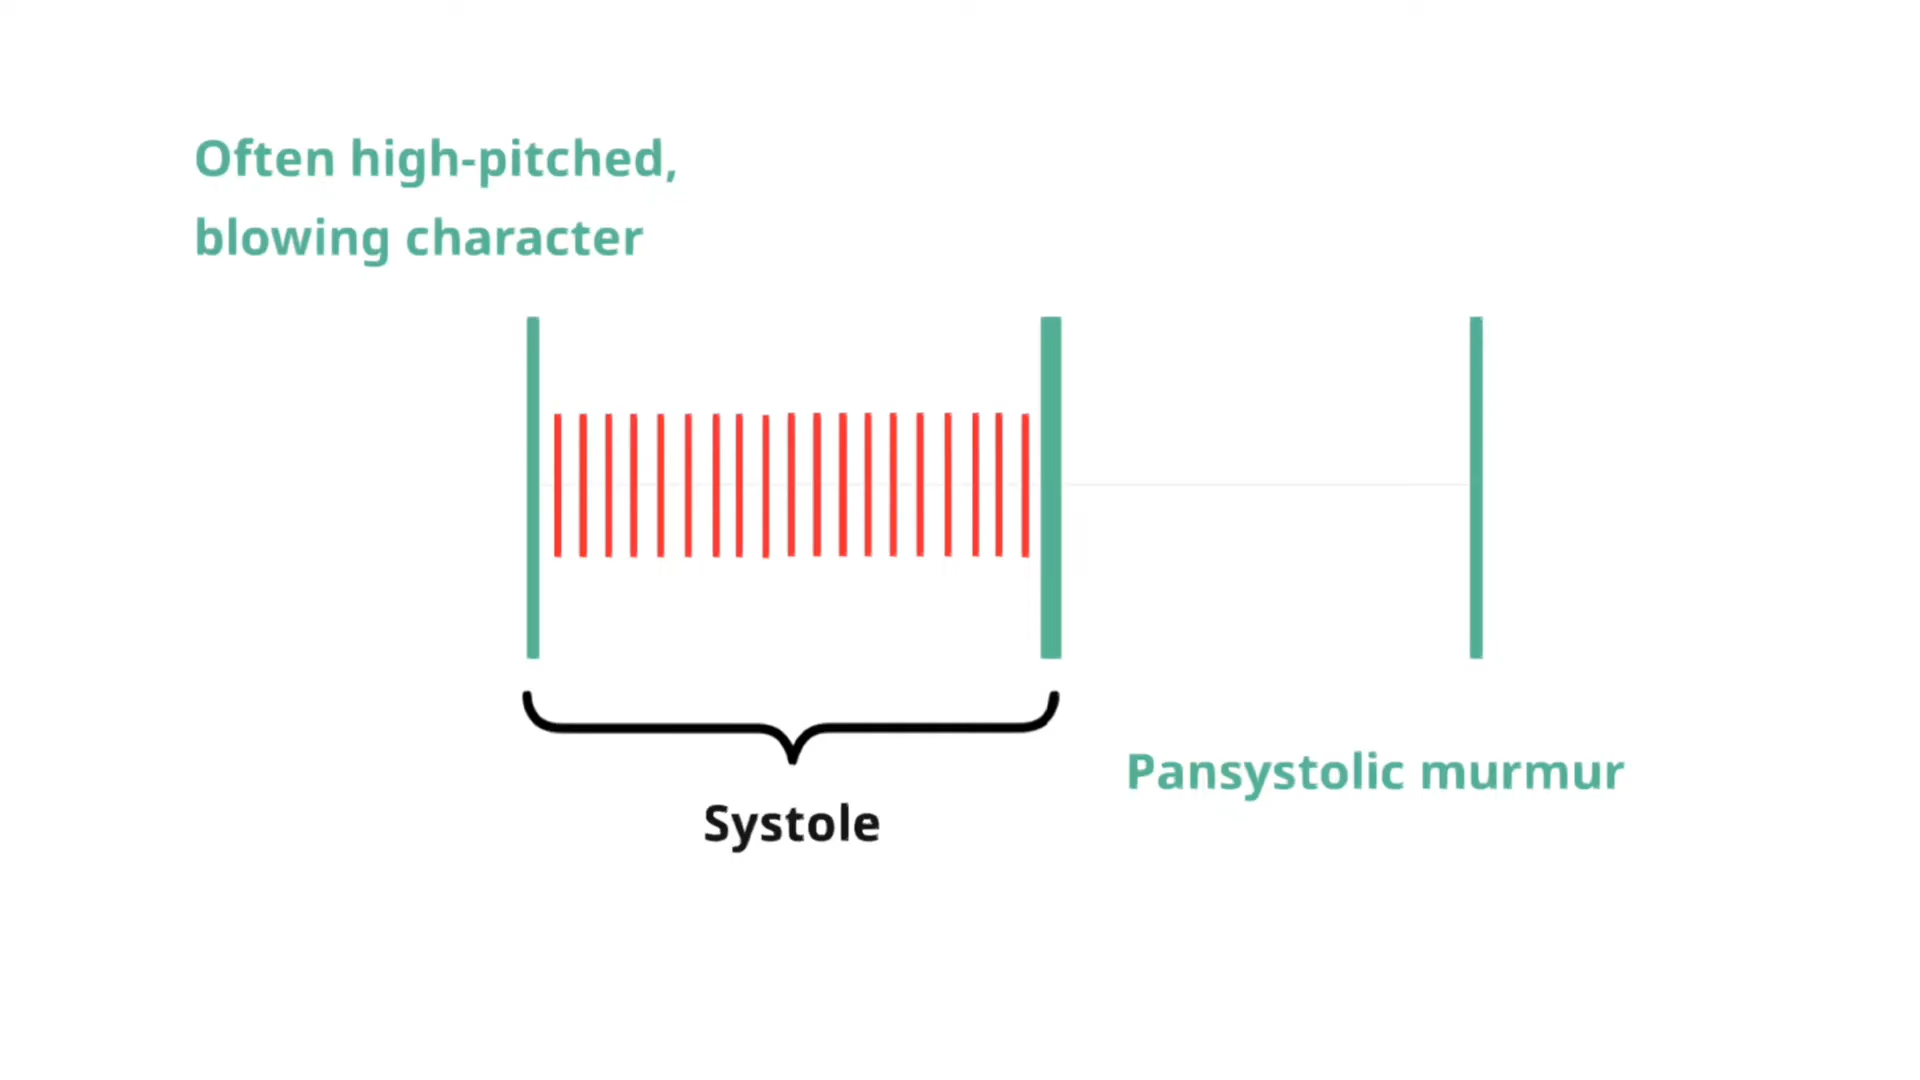 Often high-pitched,
blowing character
Systole
Pansystolic murmur